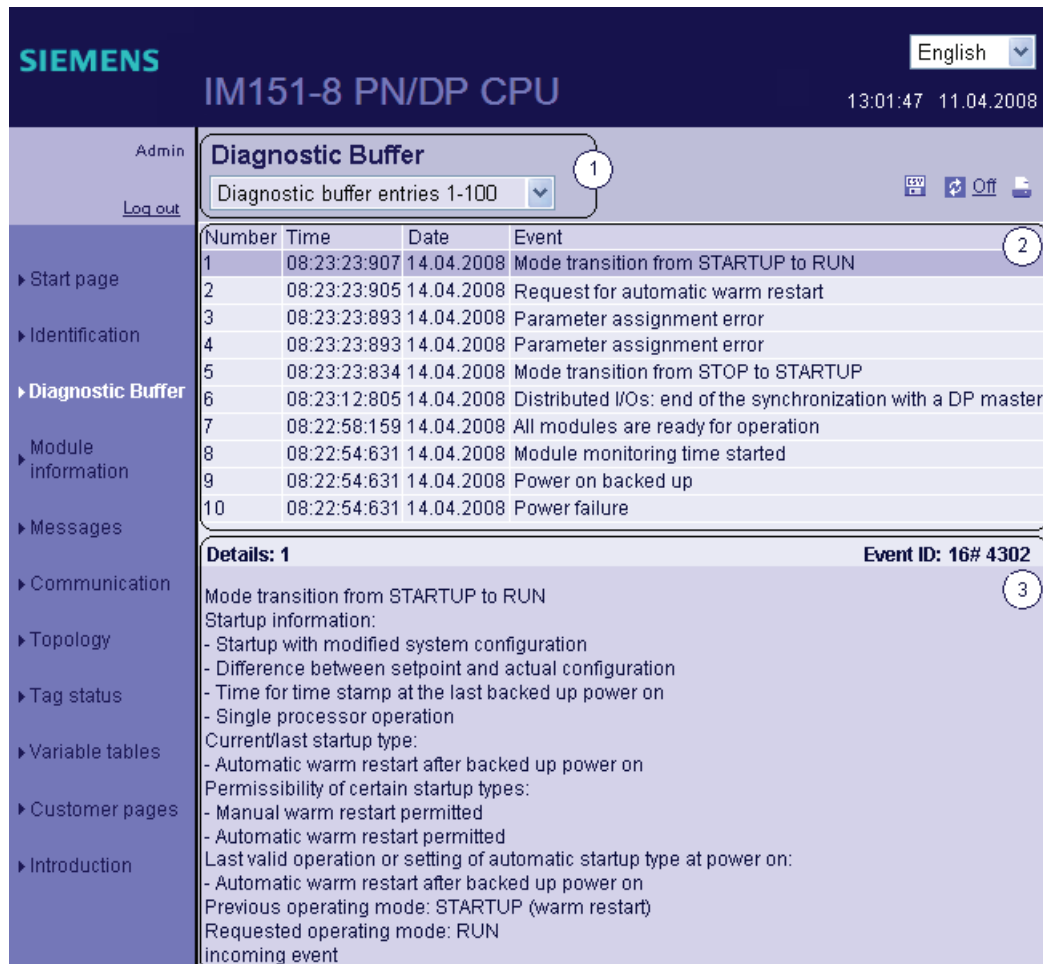 SIEMENS
English
IM151-8 PN/DP CPU
13:01:47 11.04.2008
Admin
Log out
Start page
Identification
Diagnostic Buffer
Module information
Messages
Communication
Topology
Tag status
Variable tables
Customer pages
Introduction
Diagnostic Buffer
1
Diagnostic buffer entries 1-100
CSV
Off
Number Time Date Event
2
1 08:23:23:907 14.04.2008 Mode transition from STARTUP to RUN
2 08:23:23:905 14.04.2008 Request for automatic warm restart
3 08:23:23:893 14.04.2008 Parameter assignment error
4 08:23:23:893 14.04.2008 Parameter assignment error
5 08:23:23:834 14.04.2008 Mode transition from STOP to STARTUP
6 08:23:12:805 14.04.2008 Distributed I/Os: end of the synchronization with a DP master
7 08:22:58:159 14.04.2008 All modules are ready for operation
8 08:22:54:631 14.04.2008 Module monitoring time started
9 08:22:54:631 14.04.2008 Power on backed up
10 08:22:54:631 14.04.2008 Power failure
Details: 1 Event ID: 16# 4302
3
Mode transition from STARTUP to RUN
Startup information:
- Startup with modified system configuration
- Difference between setpoint and actual configuration
- Time for time stamp at the last backed up power on
- Single processor operation
Current/last startup type:
- Automatic warm restart after backed up power on
Permissibility of certain startup types:
- Manual warm restart permitted
- Automatic warm restart permitted
Last valid operation or setting of automatic startup type at power on:
- Automatic warm restart after backed up power on
Previous operating mode: STARTUP (warm restart)
Requested operating mode: RUN
incoming event